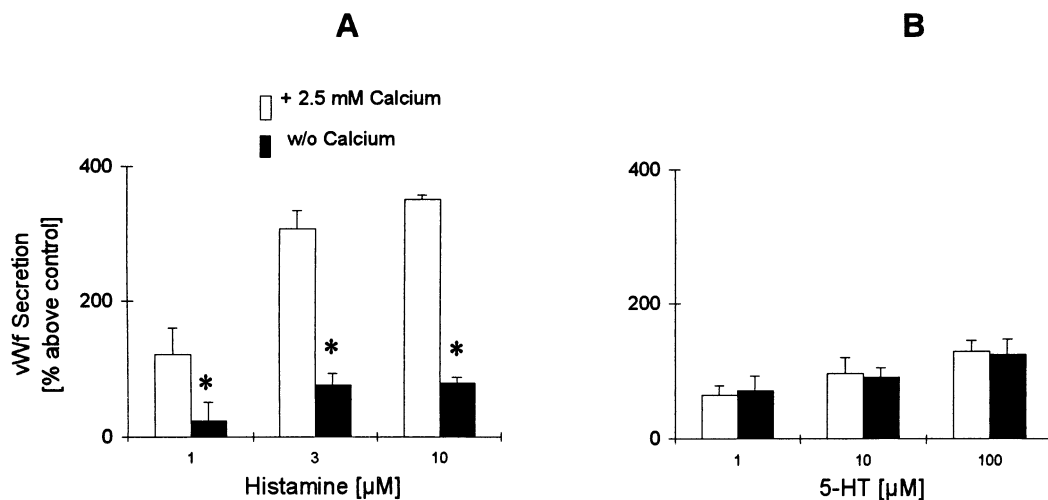 A
B
+ 2.5 mM Calcium
w/o Calcium
vWf Secretion
[% above control]
400
200
0
*
*
*
1
3
10
Histamine [µM]
400
200
0
1
10
100
5-HT [µM]